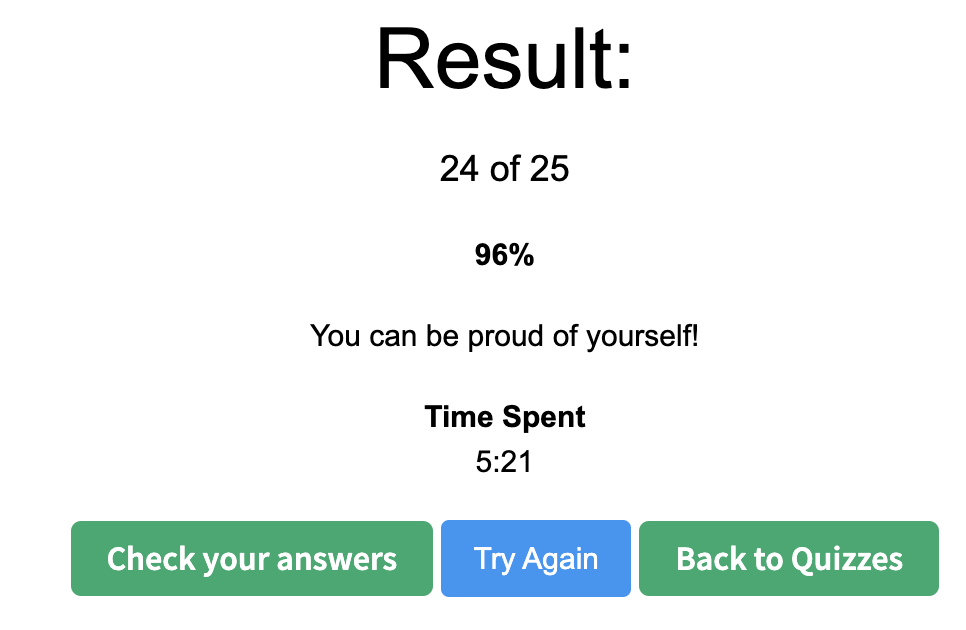 Result:
24 of 25
96%
You can be proud of yourself!
Time Spent
5:21
Check your answers Try Again Back to Quizzes